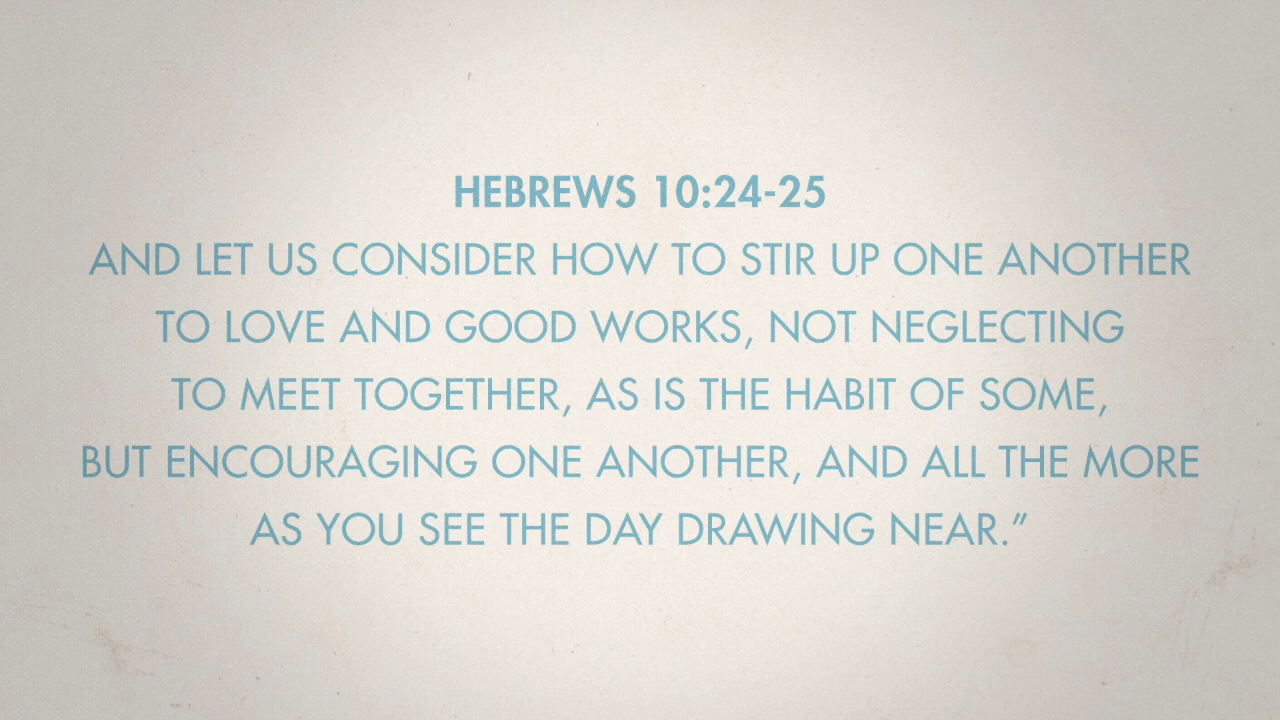 HEBREWS 10:24-25
AND LET US CONSIDER HOW TO STIR UP ONE ANOTHER
TO LOVE AND GOOD WORKS, NOT NEGLECTING
TO MEET TOGETHER, AS IS THE HABIT OF SOME,
BUT ENCOURAGING ONE ANOTHER, AND ALL THE MORE
AS YOU SEE THE DAY DRAWING NEAR.”